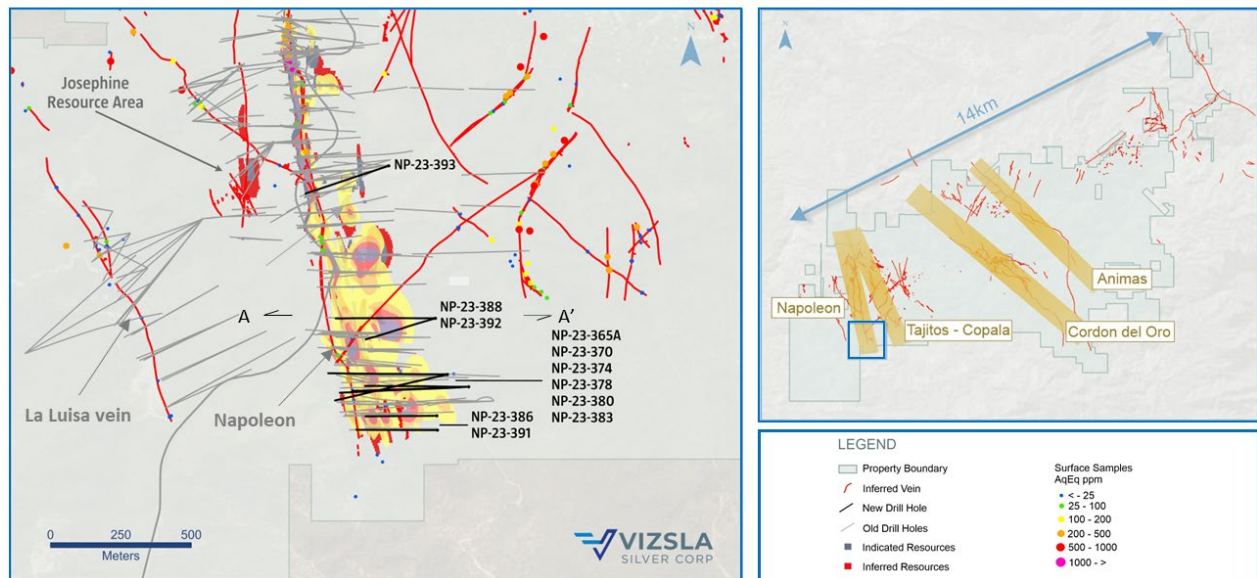 N
Josephine
Resource Area
NP-23-393
NP-23-388
NP-23-392
A
A'
NP-23-365A
NP-23-370
NP-23-374
NP-23-378
NP-23-380
NP-23-383
La Luisa vein
Napoleon
NP-23-386
NP-23-391
0 250 500
Meters
VIZSLA
SILVER CORP
N
14km
Napoleon
Tajitos - Copala
Cordon del Oro
Animas
LEGEND
Property Boundary
Inferred Vein
New Drill Hole
Old Drill Holes
Indicated Resources
Inferred Resources
Surface Samples
AqEq ppm
< - 25
25 - 100
100 - 200
200 - 500
500 - 1000
1000 - >